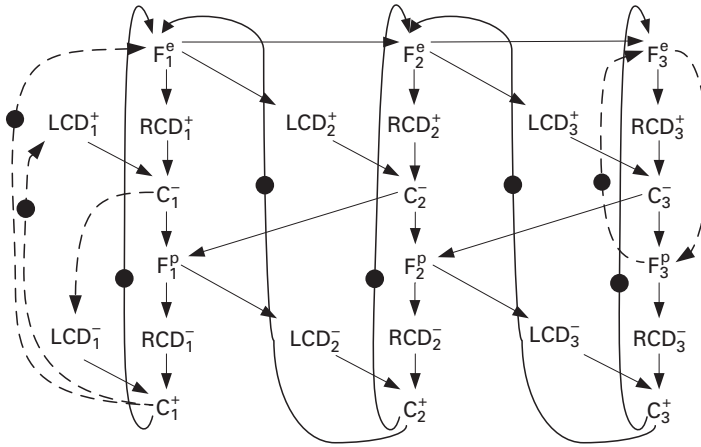 F₁ᵉ F₂ᵉ F₃ᵉ
LCD₁⁺ RCD₁⁺ LCD₂⁺ RCD₂⁺ LCD₃⁺ RCD₃⁺
C₁⁻ C₂⁻ C₃⁻
F₁ᵖ F₂ᵖ F₃ᵖ
LCD₁⁻ RCD₁⁻ LCD₂⁻ RCD₂⁻ LCD₃⁻ RCD₃⁻
C₁⁺ C₂⁺ C₃⁺